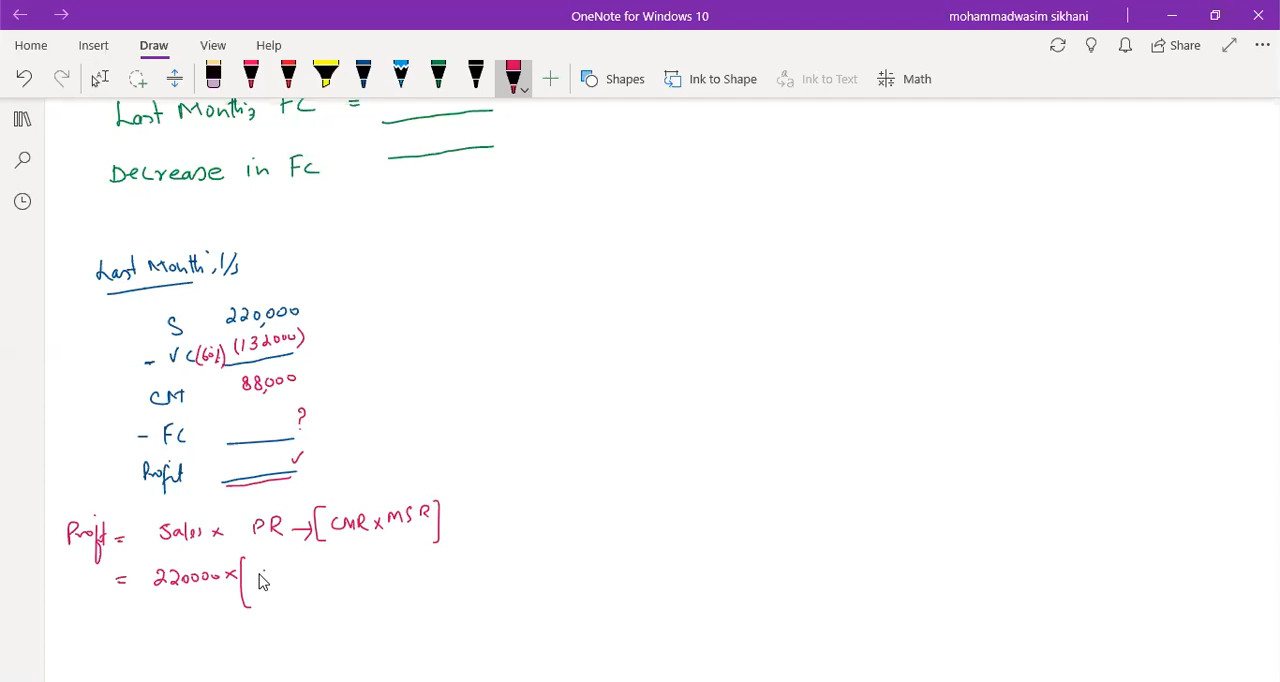 OneNote for Windows 10
mohammadwasim sikhani
Home Insert Draw View Help
Share
Shapes Ink to Shape Ink to Text Math
Last Month's FC =
Decrease in FC
Last Month's I/s
S 220,000
- VC (60%) (132000)
CM 88,000
- FC ?
Profit ✓
Profit = Sales x PR → [CMR x MSR]
= 220000 x [